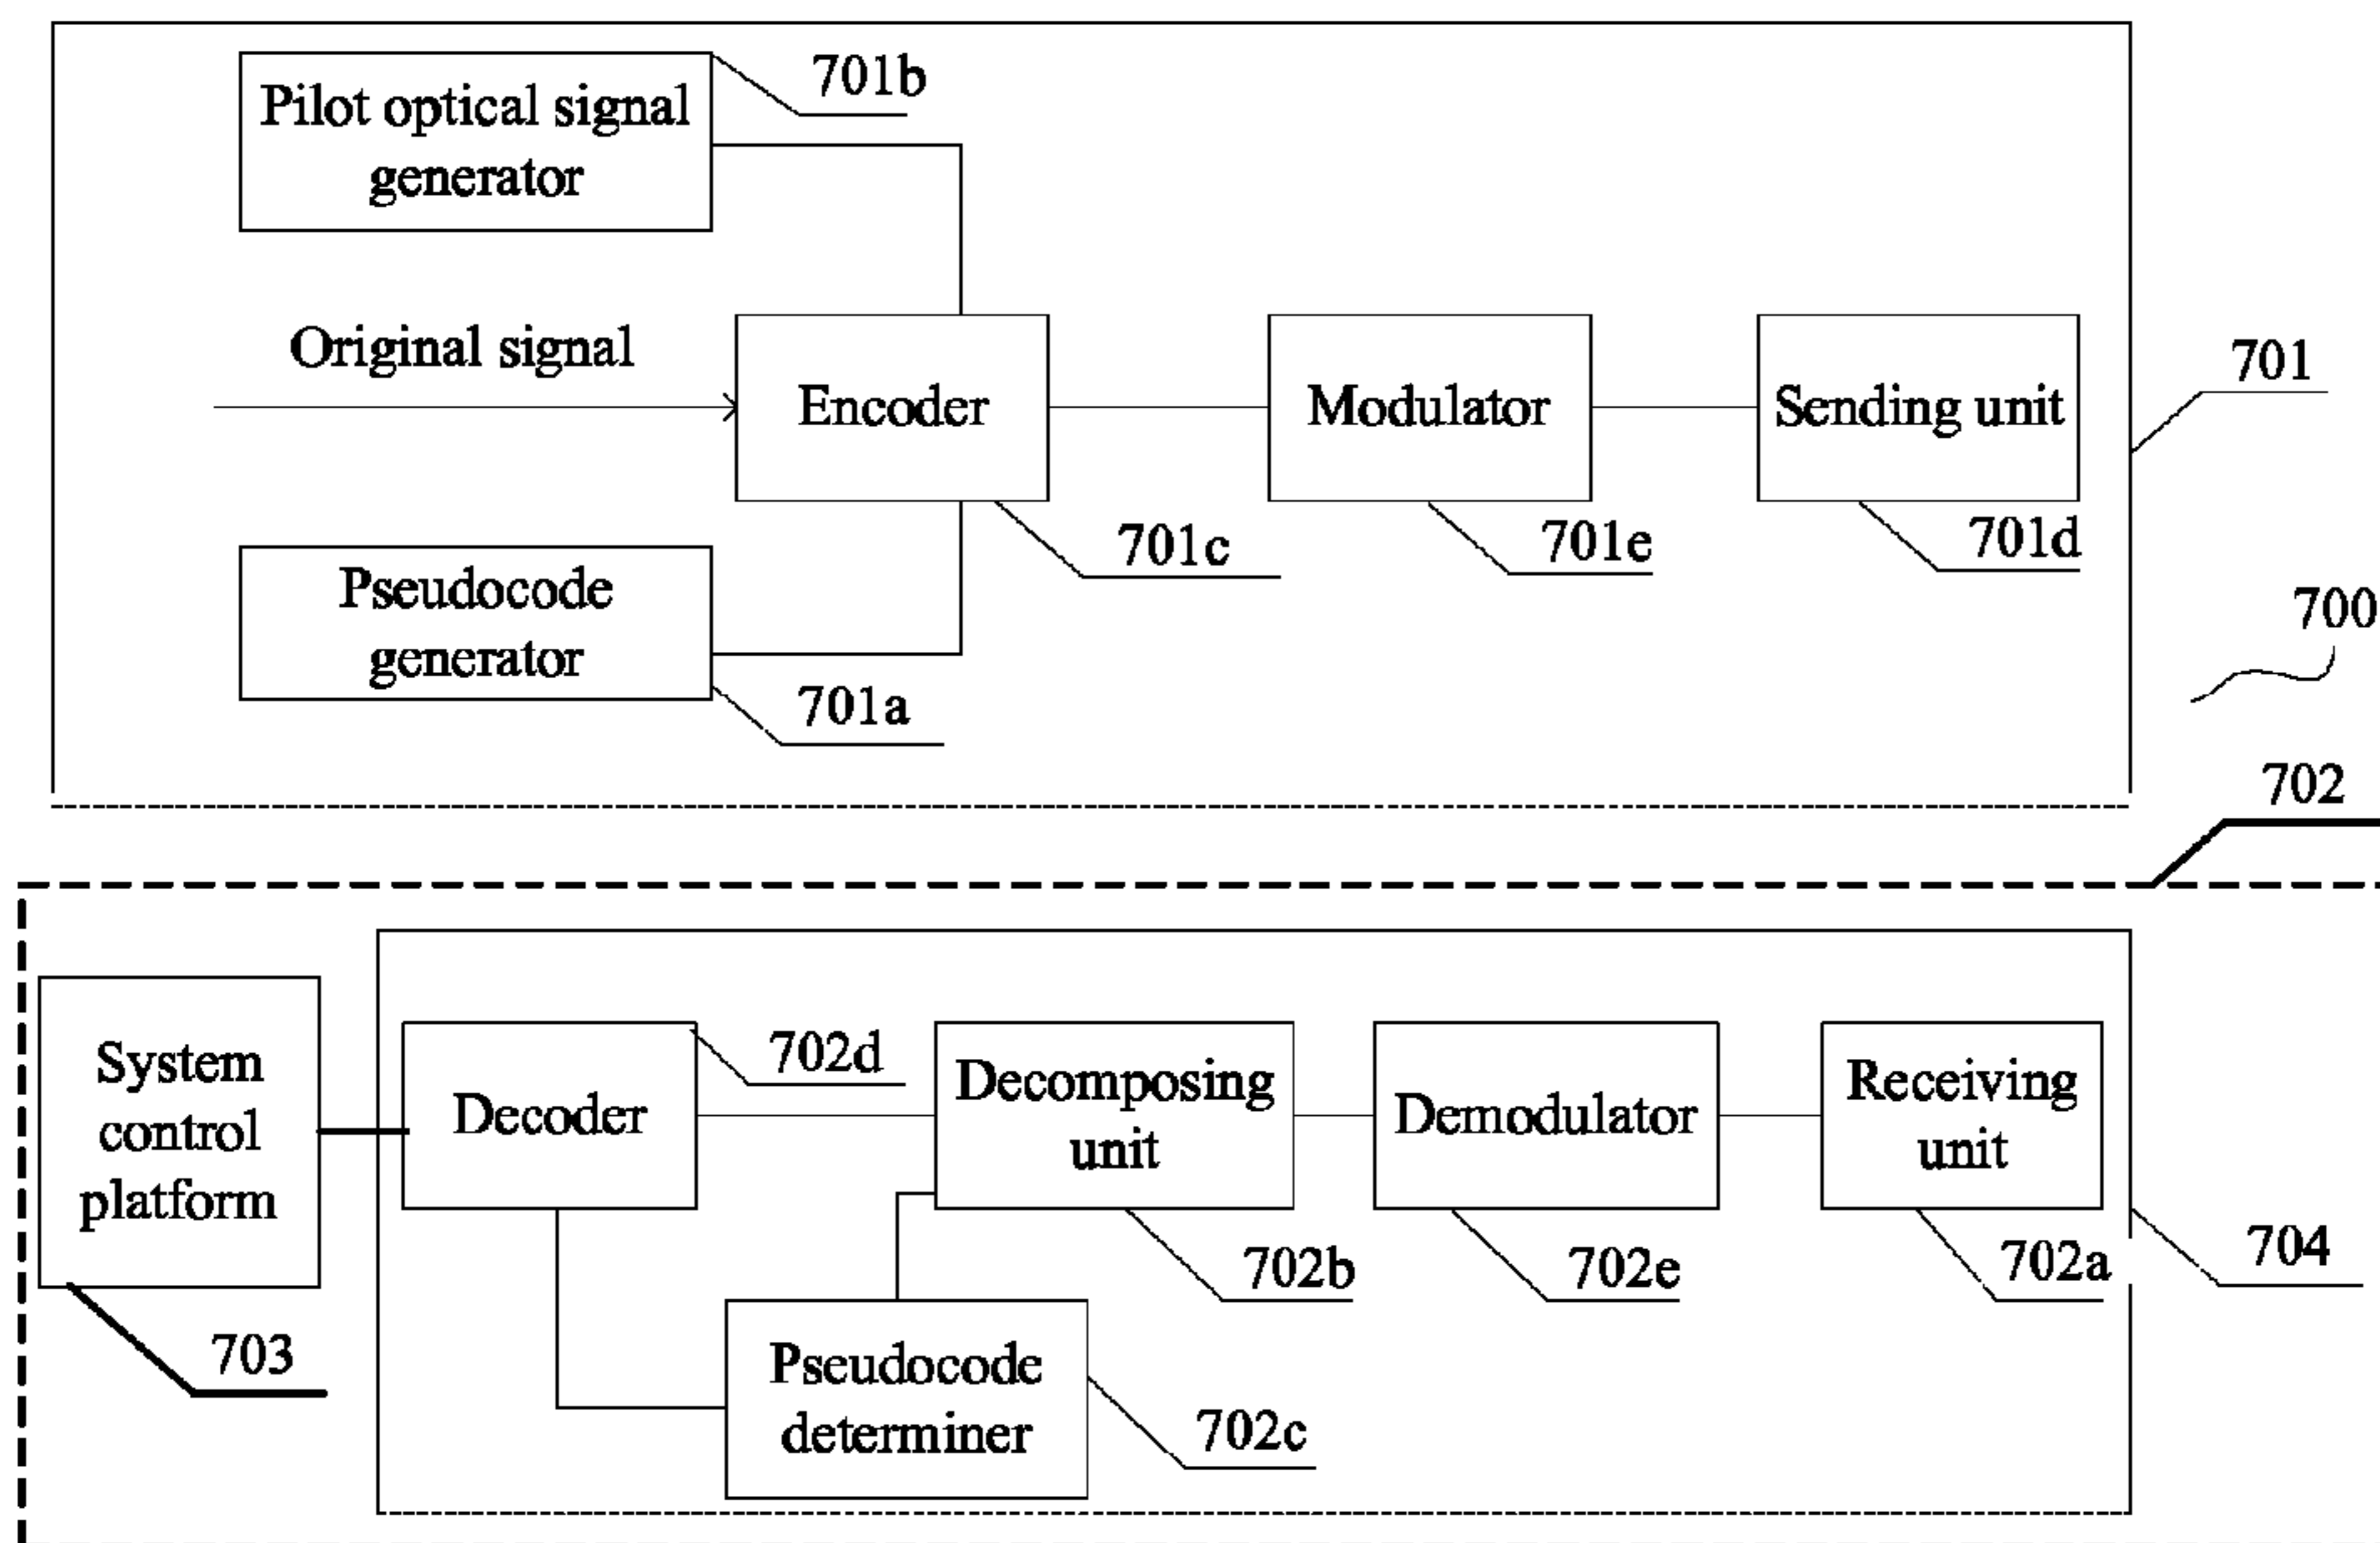 701b
Pilot optical signal
generator
Original signal
701
Encoder
Modulator
Sending unit
701c
701e
701d
Pseudocode
generator
700
701a
702
System
control
platform
Decoder
702d
Decomposing
unit
Demodulator
Receiving
unit
702b
702e
702a
704
703
Pseudocode
determiner
702c